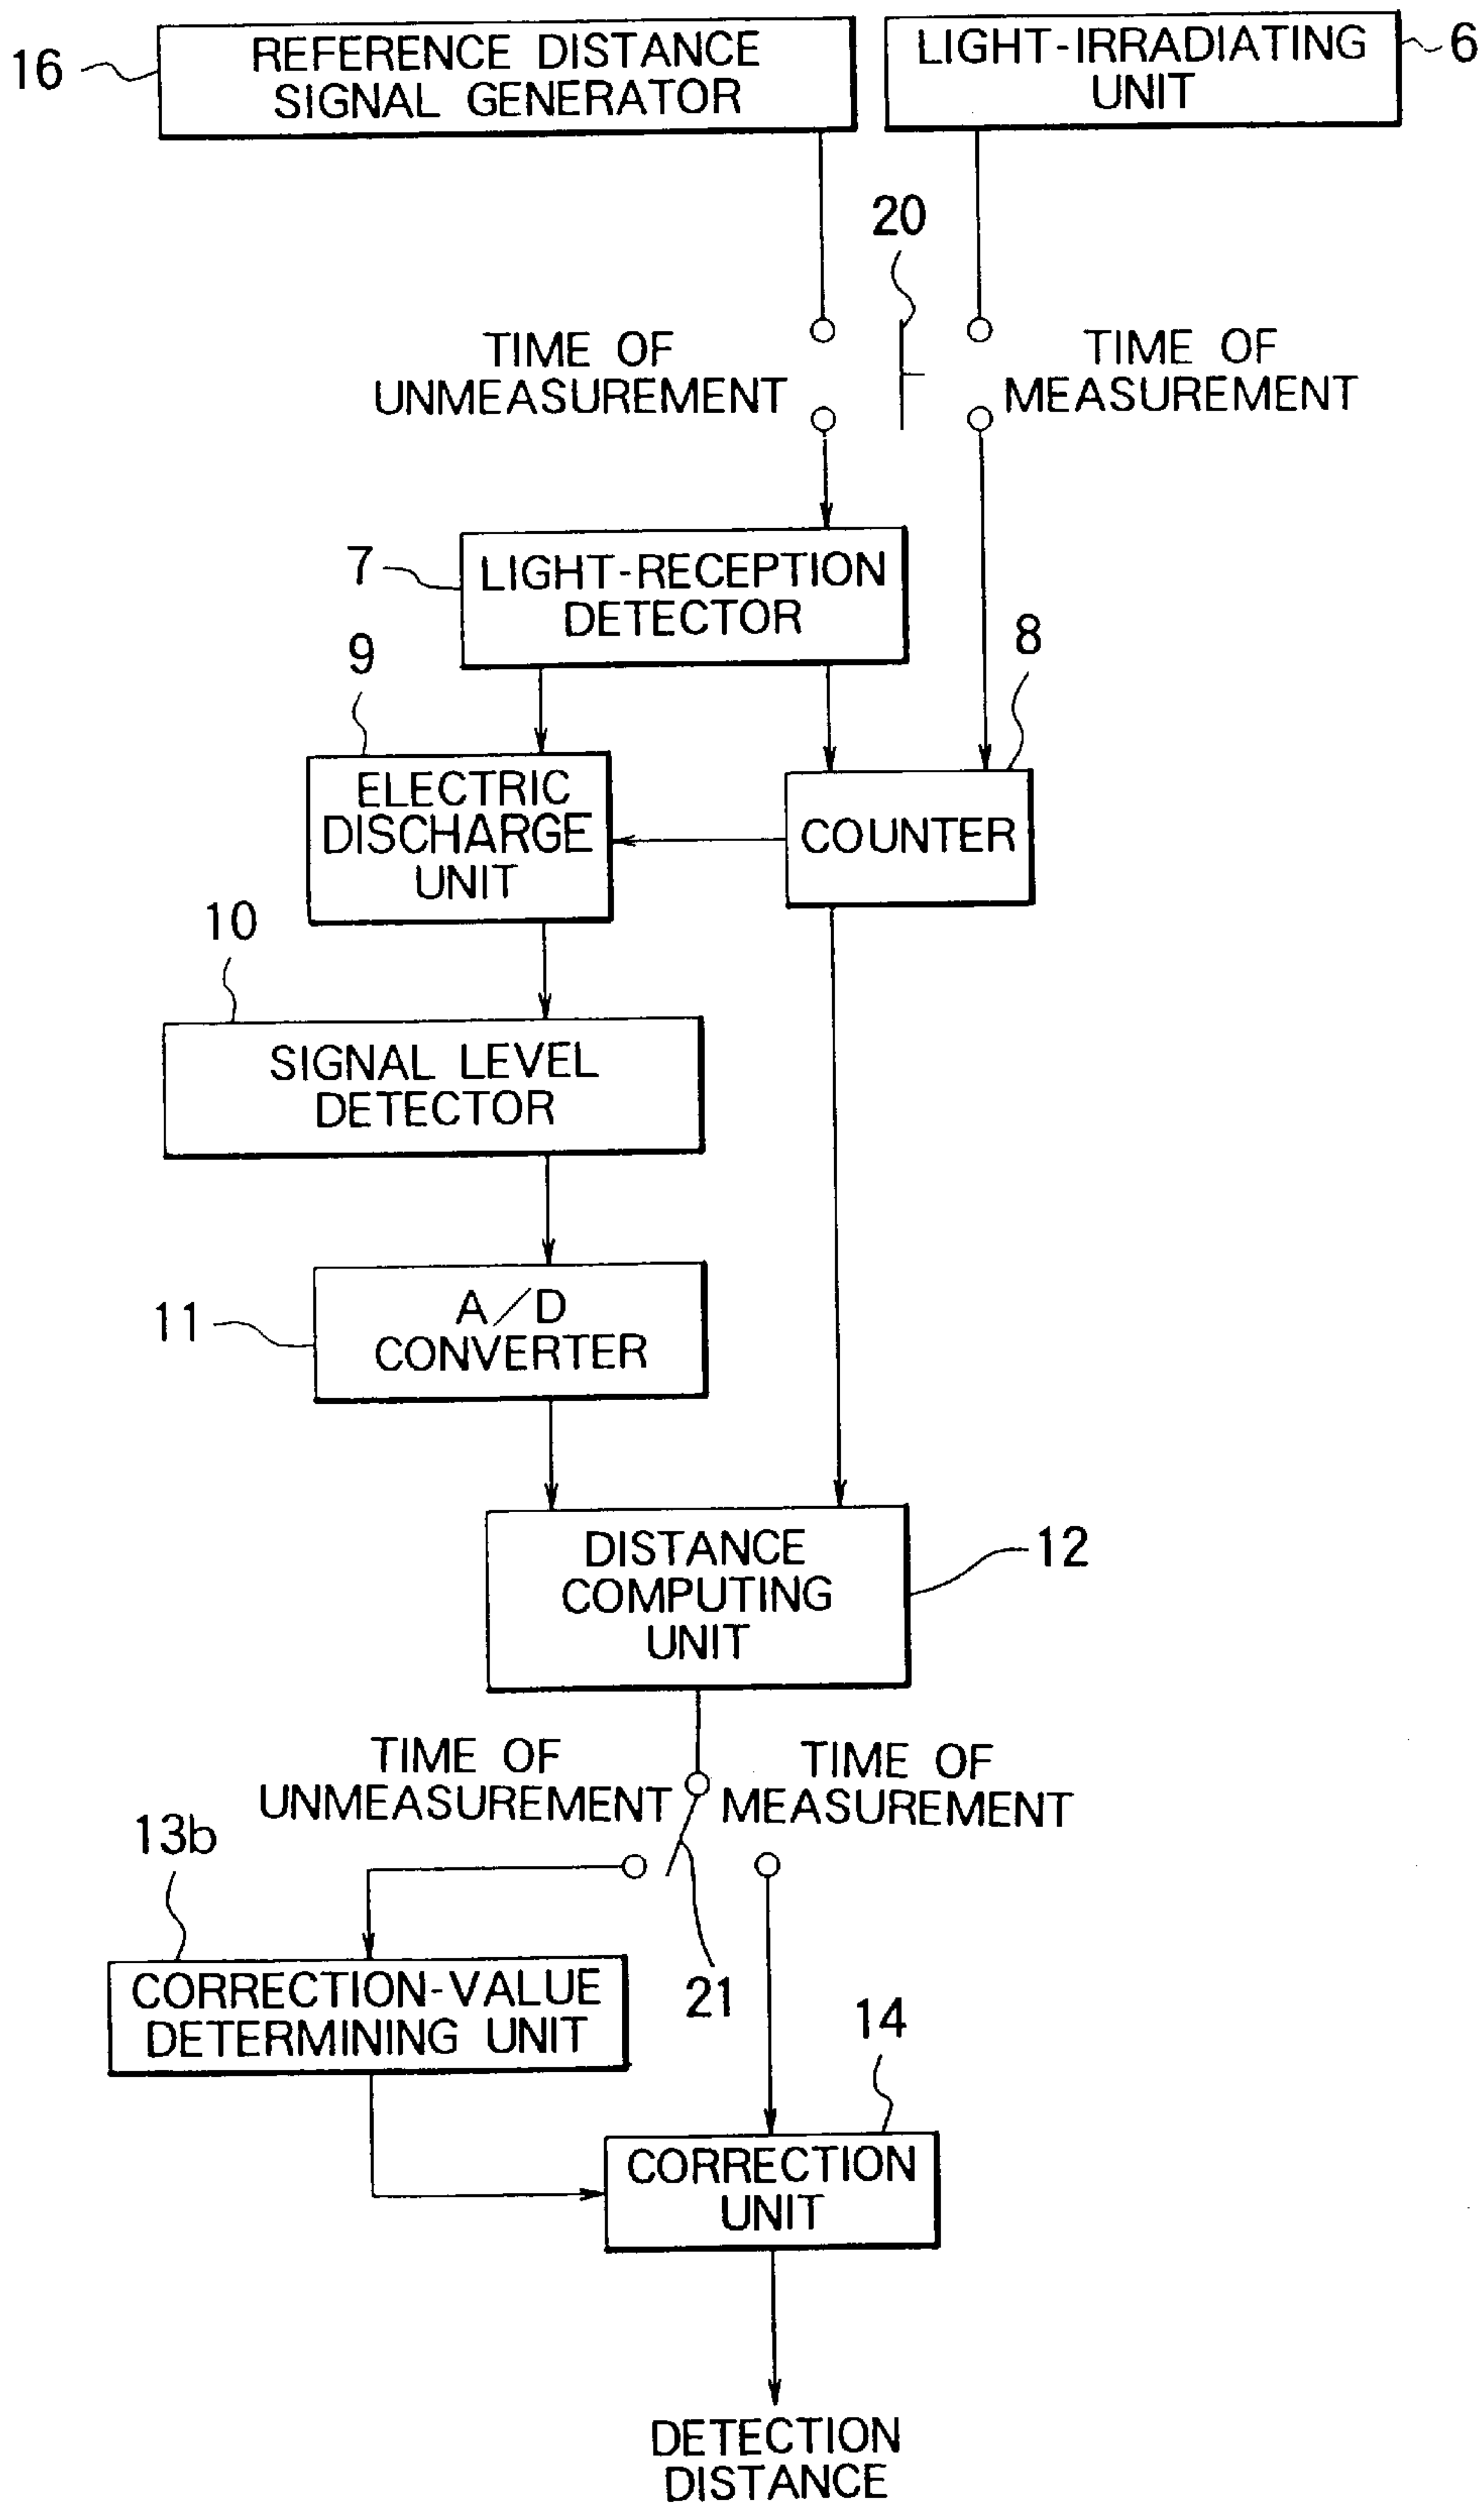 16
REFERENCE DISTANCE
SIGNAL GENERATOR
LIGHT-IRRADIATING
UNIT
6
20
TIME OF
UNMEASUREMENT
TIME OF
MEASUREMENT
7
LIGHT-RECEPTION
DETECTOR
8
9
ELECTRIC
DISCHARGE
UNIT
COUNTER
10
SIGNAL LEVEL
DETECTOR
11
A/D
CONVERTER
DISTANCE
COMPUTING
UNIT
12
TIME OF
UNMEASUREMENT
TIME OF
MEASUREMENT
13b
21
CORRECTION-VALUE
DETERMINING UNIT
14
CORRECTION
UNIT
DETECTION
DISTANCE